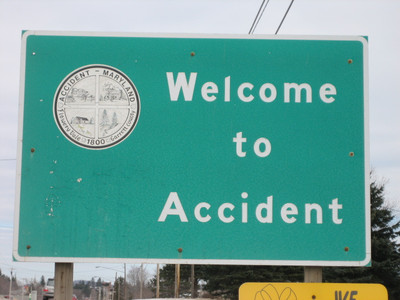 Welcome
to
Accident
ACCIDENT - MARYLAND
1800